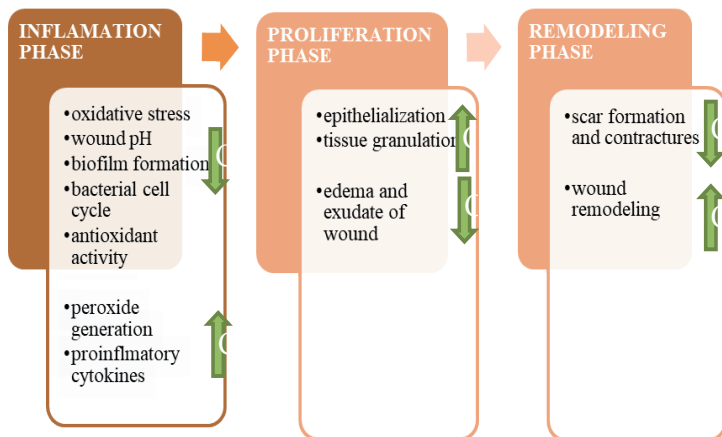 INFLAMATION
PHASE
•oxidative stress
•wound pH
•biofilm formation
•bacterial cell
cycle
•antioxidant
activity
•peroxide
generation
•proinflmatory
cytokines
PROLIFERATION
PHASE
•epithelialization
•tissue granulation
•edema and
exudate of
wound
REMODELING
PHASE
•scar formation
and contractures
•wound
remodeling